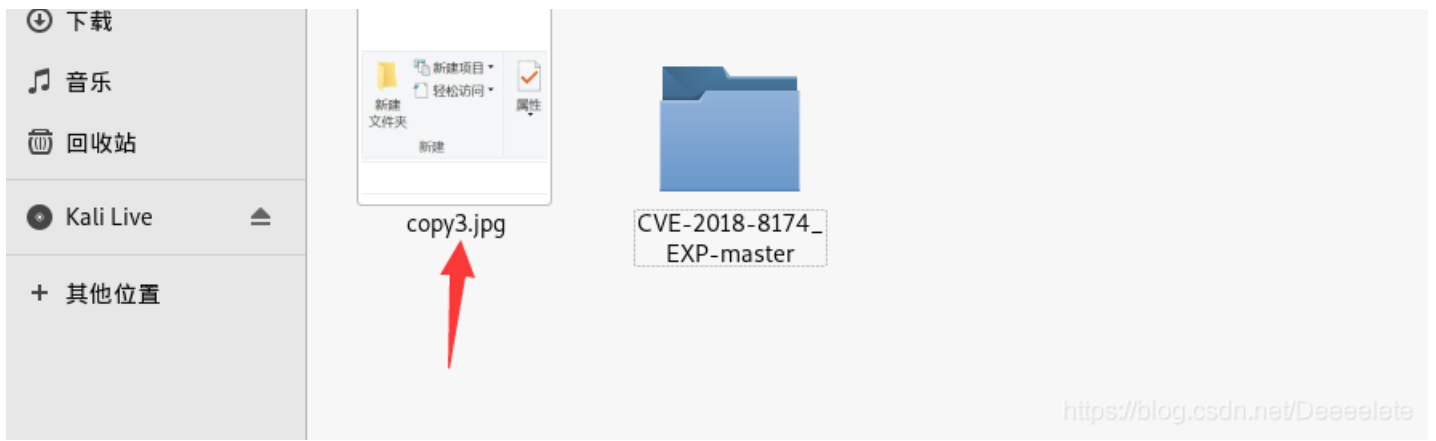 下载
音乐
回收站
Kali Live
其他位置
新建项目
轻松访问
新建
文件夹
属性
新建
copy3.jpg
CVE-2018-8174_
EXP-master
https://blog.csdn.net/Deeeelete